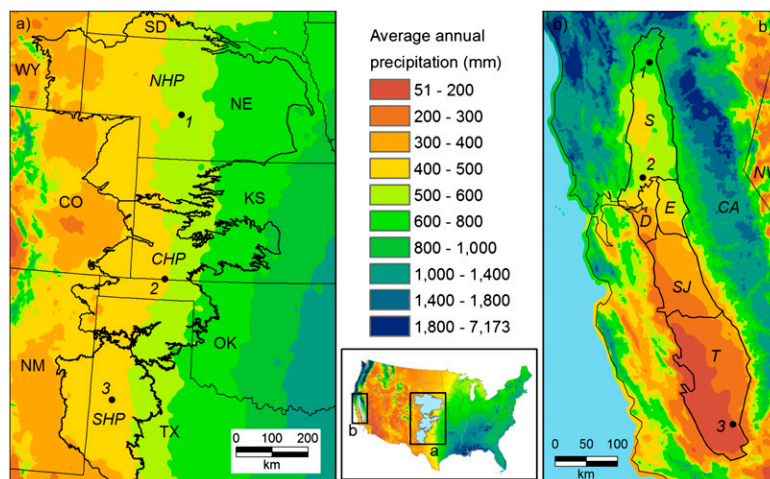 a)
SD
WY
NHP
NE
1
CO
KS
CHP
2
OK
NM
3
SHP
TX
0 100 200
km
Average annual
precipitation (mm)
51 - 200
200 - 300
300 - 400
400 - 500
500 - 600
600 - 800
800 - 1,000
1,000 - 1,400
1,400 - 1,800
1,800 - 7,173
b
a
b)
b
1
S
2
NV
D
E
CA
SJ
T
3
0 50 100
km